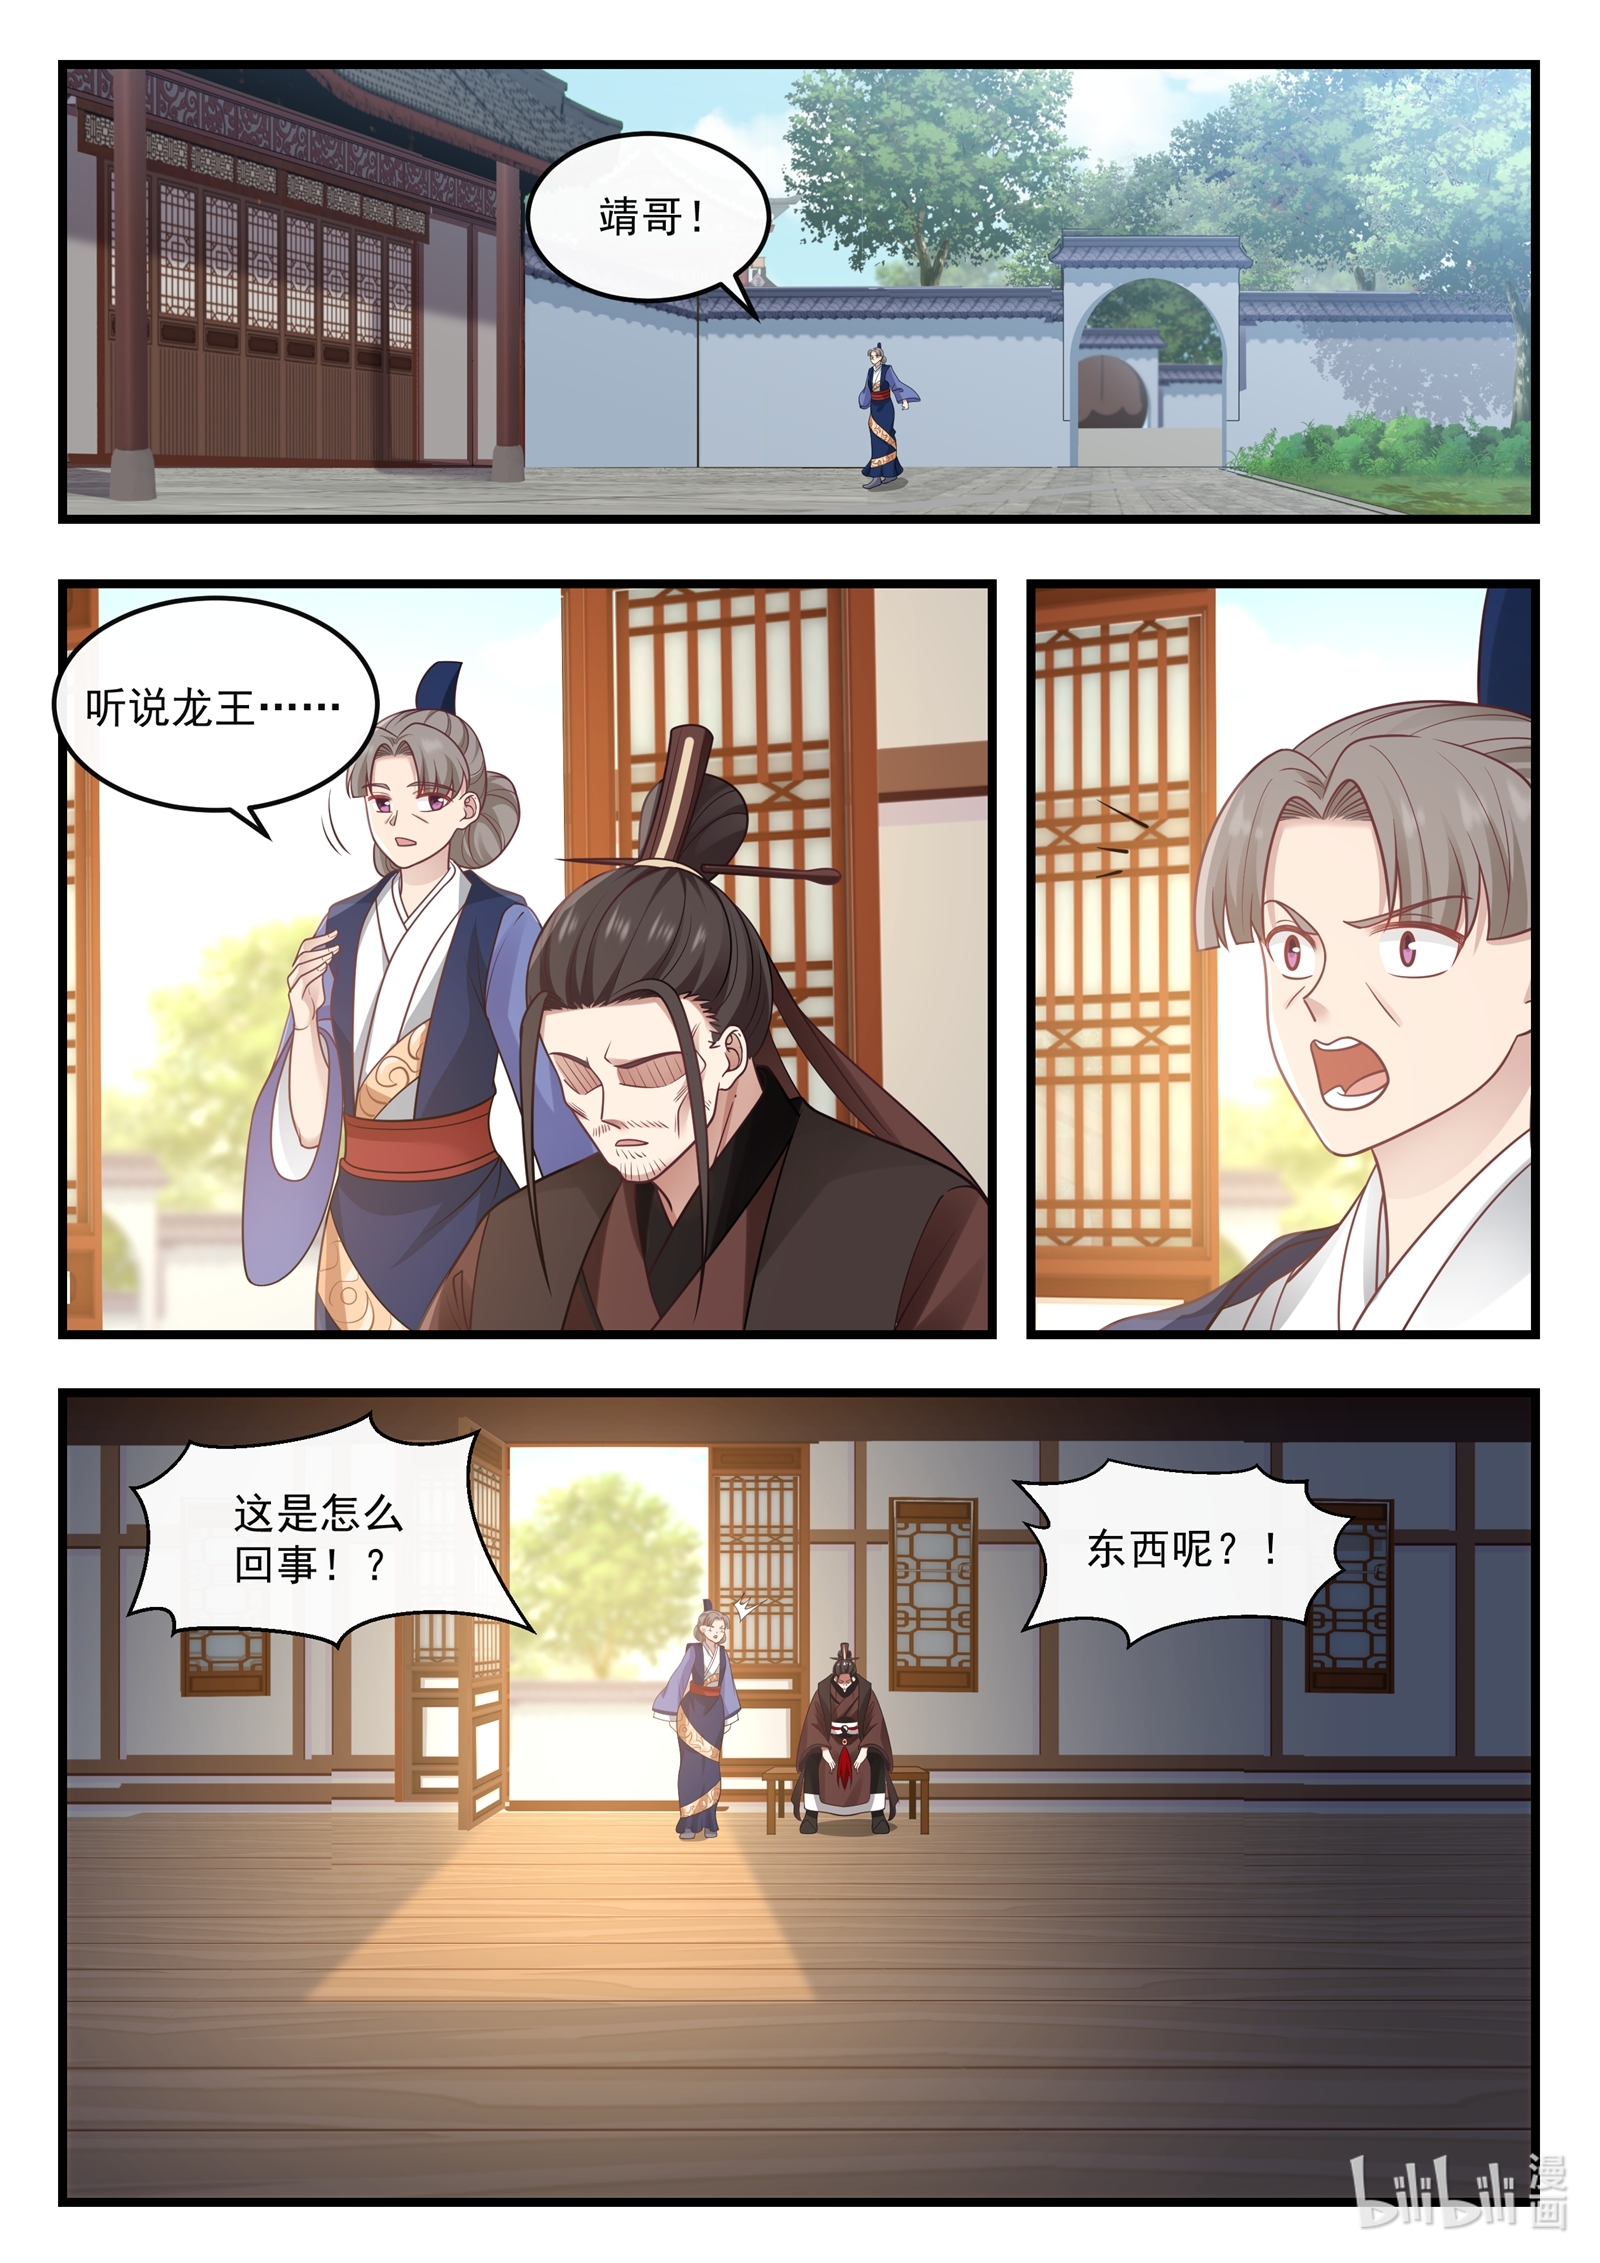 靖哥！
听说龙王……
这是怎么
回事！？
东西呢？！
bilibili
漫画